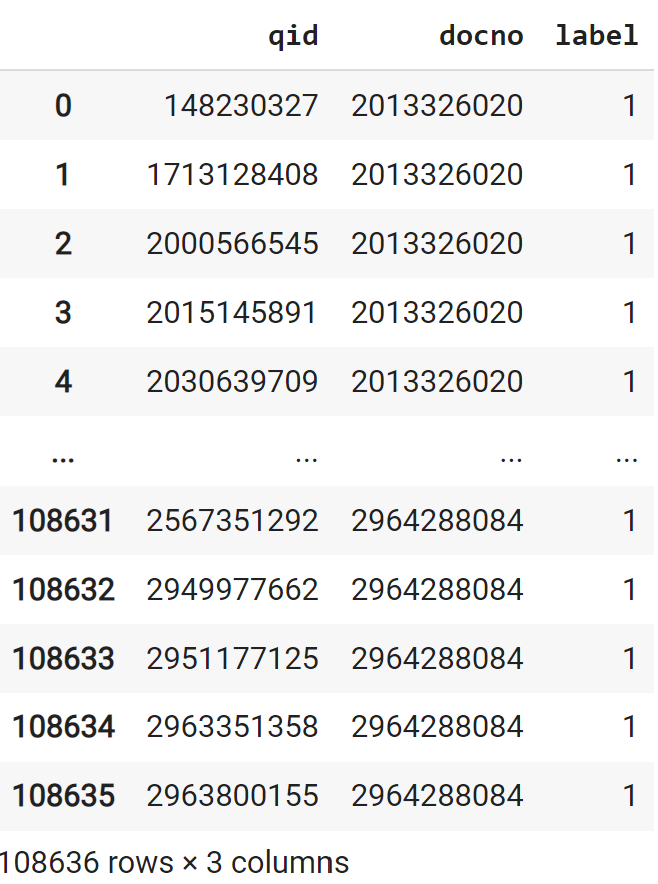 qid docno label
0 148230327 2013326020 1
1 1713128408 2013326020 1
2 2000566545 2013326020 1
3 2015145891 2013326020 1
4 2030639709 2013326020 1
... ... ... ...
108631 2567351292 2964288084 1
108632 2949977662 2964288084 1
108633 2951177125 2964288084 1
108634 2963351358 2964288084 1
108635 2963800155 2964288084 1
108636 rows × 3 columns